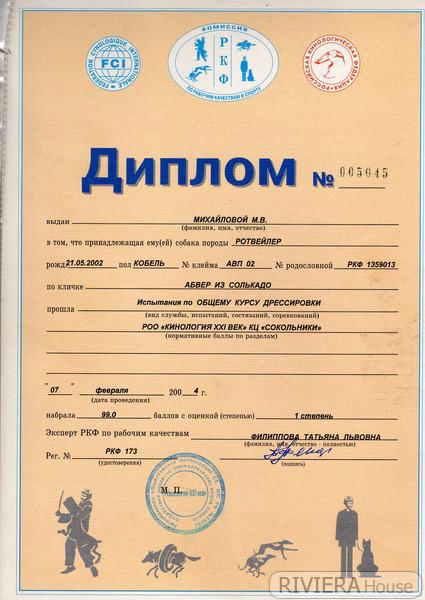 КОМИССИЯ
РКФ
ПО РАБОЧИМ КАЧЕСТВАМ И СПОРТУ
FEDERATION CYNOLOGIQUE INTERNATIONALE
FCI
РОССИЙСКАЯ КИНОЛОГИЧЕСКАЯ ФЕДЕРАЦИЯ
ДИПЛОМ № 005045
выдан МИХАЙЛОВОЙ М.В.
(фамилия, имя, отчество)
в том, что принадлежащая ему(ей) собака породы РОТВЕЙЛЕР
рожд 21.05.2002 пол КОБЕЛЬ № клейма АВП 02 № родословной РКФ 1359013
по кличке АБВЕР ИЗ СОЛЬКАДО
прошла Испытания по ОБЩЕМУ КУРСУ ДРЕССИРОВКИ
(вид службы, испытаний, состязаний, соревнований)
РОО «КИНОЛОГИЯ XXI ВЕК» КЦ «СОКОЛЬНИКИ»
(нормативные баллы по разделам)
"07" февраля 2004 г.
(дата проведения)
набрала 99,0 баллов с оценкой (степенью) 1 степень
Эксперт РКФ по рабочим качествам ФИЛИППОВА ТАТЬЯНА ЛЬВОВНА
(фамилия, имя, отчество - полностью)
Рег. № РКФ 173
(удостоверения)
(подпись)
М. П.
RIVIERA House